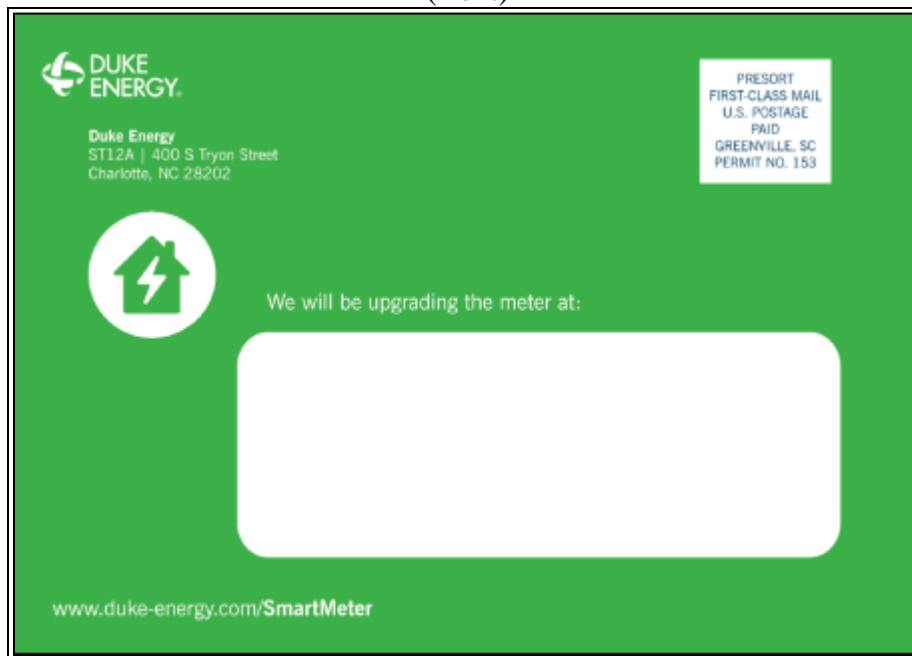 DUKE
ENERGY®
Duke Energy
ST12A | 400 S Tryon Street
Charlotte, NC 28202
PRESORT
FIRST-CLASS MAIL
U.S. POSTAGE
PAID
GREENVILLE, SC
PERMIT NO. 153
We will be upgrading the meter at:
www.duke-energy.com/SmartMeter